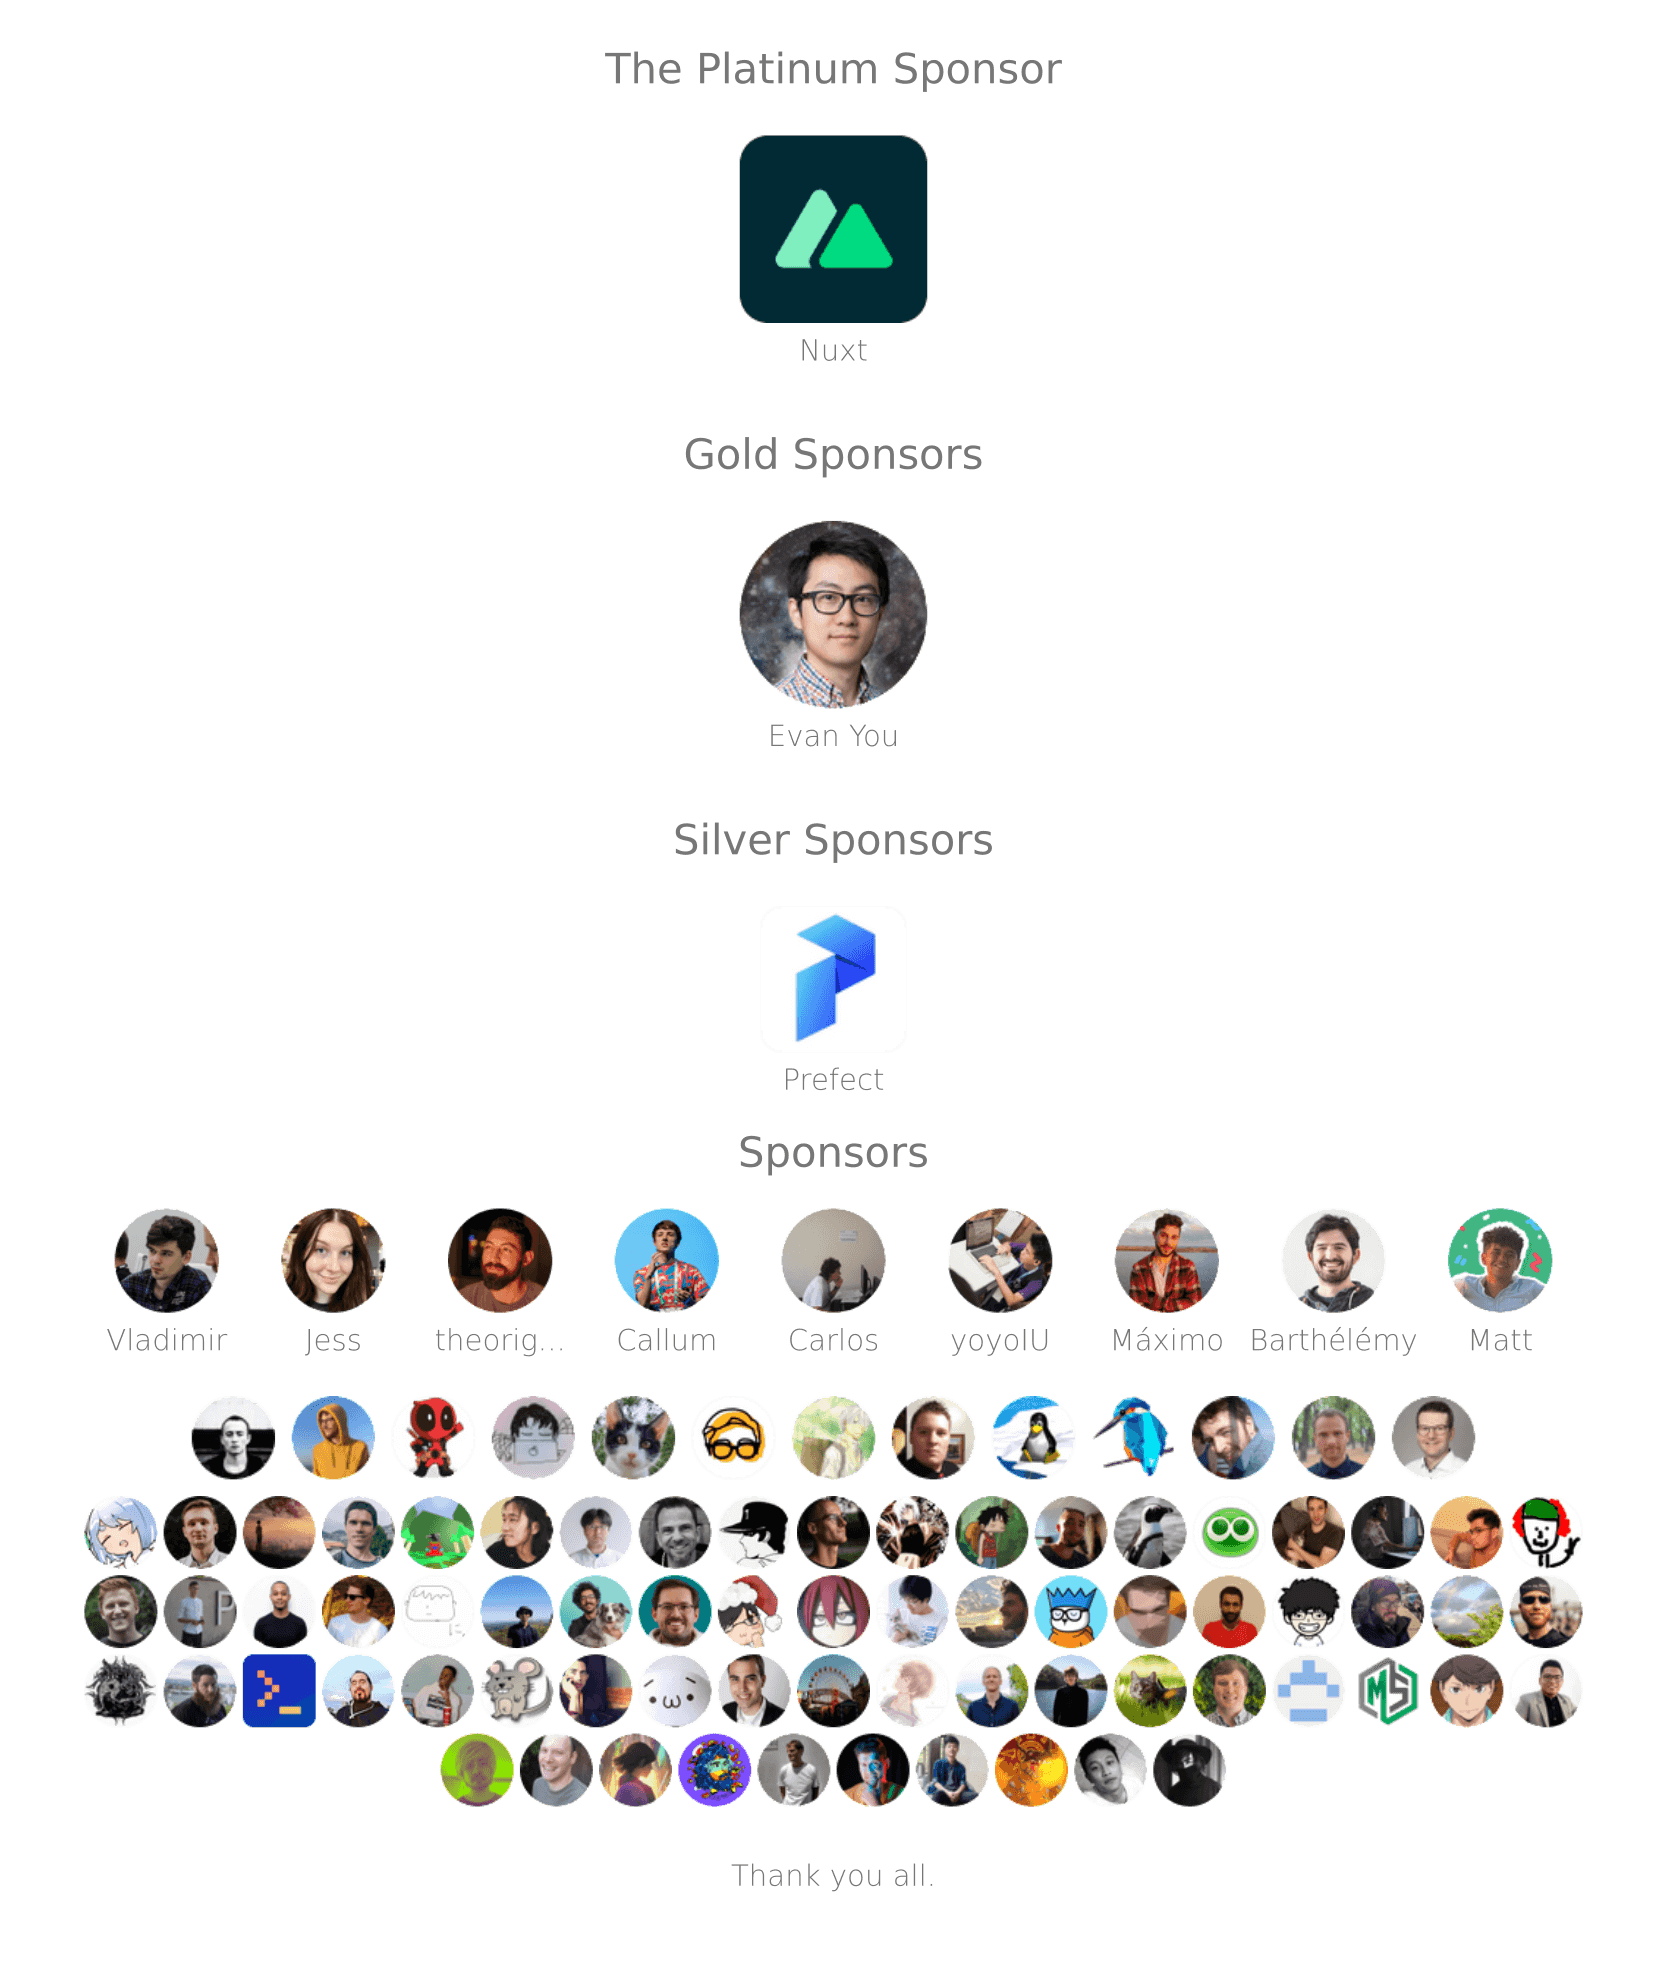 The Platinum Sponsor
Nuxt
Gold Sponsors
Evan You
Silver Sponsors
Prefect
Sponsors
Vladimir Jess theorig... Callum Carlos yoyoIU Máximo Barthélémy Matt
Thank you all.